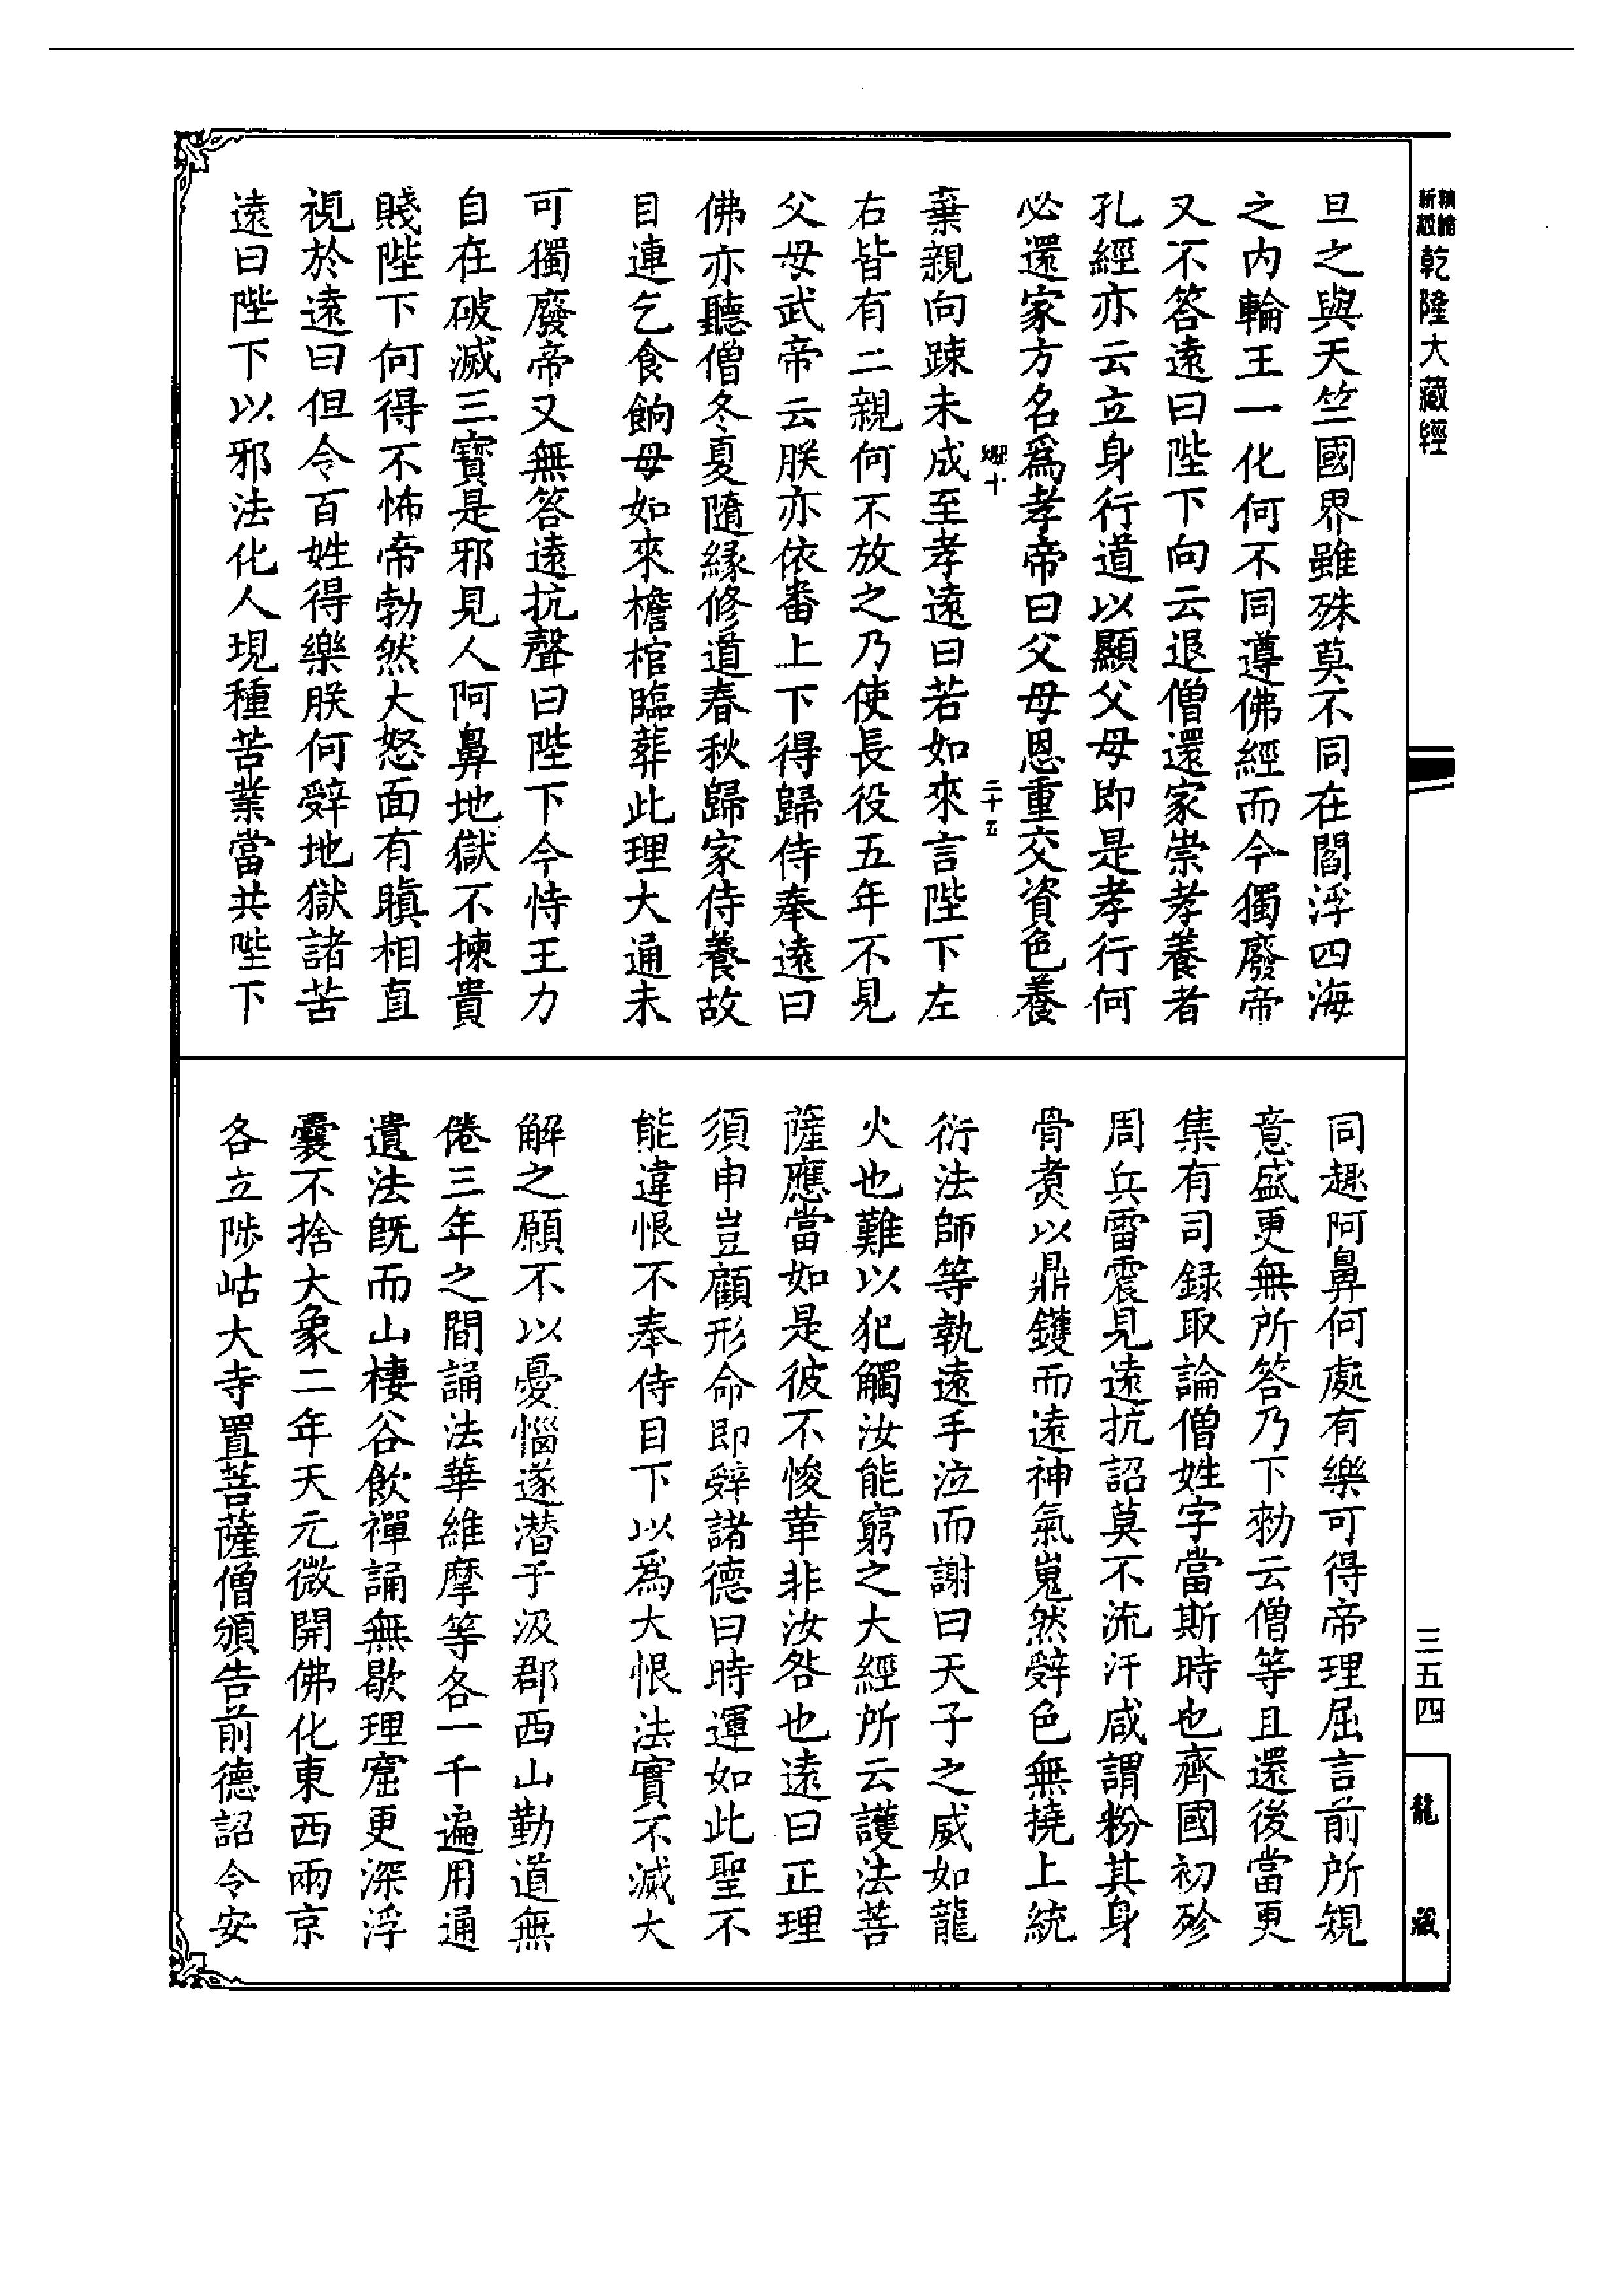 乾隆大藏經
旦之與天竺國界雖殊莫不同在閻浮四海
之內輪王一化何不同遵佛經而今獨廢帝
又不答遠曰陛下向云退僧還家崇孝養者
孔經亦云立身行道以顯父母即是孝行何
必還家方名爲孝帝曰父母恩重交資色養
棄親向踈未成至孝遠曰若如來言陛下左
右皆有二親何不放之乃使長役五年不見
父母武帝云朕亦依番上下得歸侍奉遠曰
佛亦聽僧冬夏隨緣修道春秋歸家侍養故
目連乞食餉母如來檐棺臨葬此理大通未
可獨廢帝又無答遠抗聲曰陛下今恃王力
自在破滅三寶是邪見人阿鼻地獄不揀貴
賤陛下何得不怖帝勃然大怒面有瞋相直
視於遠曰但令百姓得樂朕何辤地獄諸苦
遠曰陛下以邪法化人現種苦業當共陛下
同趣阿鼻何處有樂可得帝理屈言前所規
意盛更無所答乃下勑云僧等且還後當更
集有司録取論僧姓字當斯時也齊國初殄
周兵雷震見遠抗詔莫不流汗咸謂粉其身
骨煑以鼎鑊而遠神氣嵬然辤色無撓上統
衍法師等執遠手泣而謝曰天子之威如龍
火也難以犯觸汝能窮之大經所云護法菩
薩應當如是彼不悛革非汝咎也遠曰正理
須申豈顧形命即辤諸德曰時運如此聖不
能違恨不奉侍目下以爲大恨法實不滅大
解之願不以憂惱遂潜于汲郡西山勤道無
倦三年之間誦法華維摩等各一千遍用通
遺法旣而山棲谷飲禪誦無歇理窟更深浮
囊不捨大象二年天元微開佛化東西兩京
各立陟岵大寺置菩薩僧頒告前德詔令安
二十五
三五四
龍藏